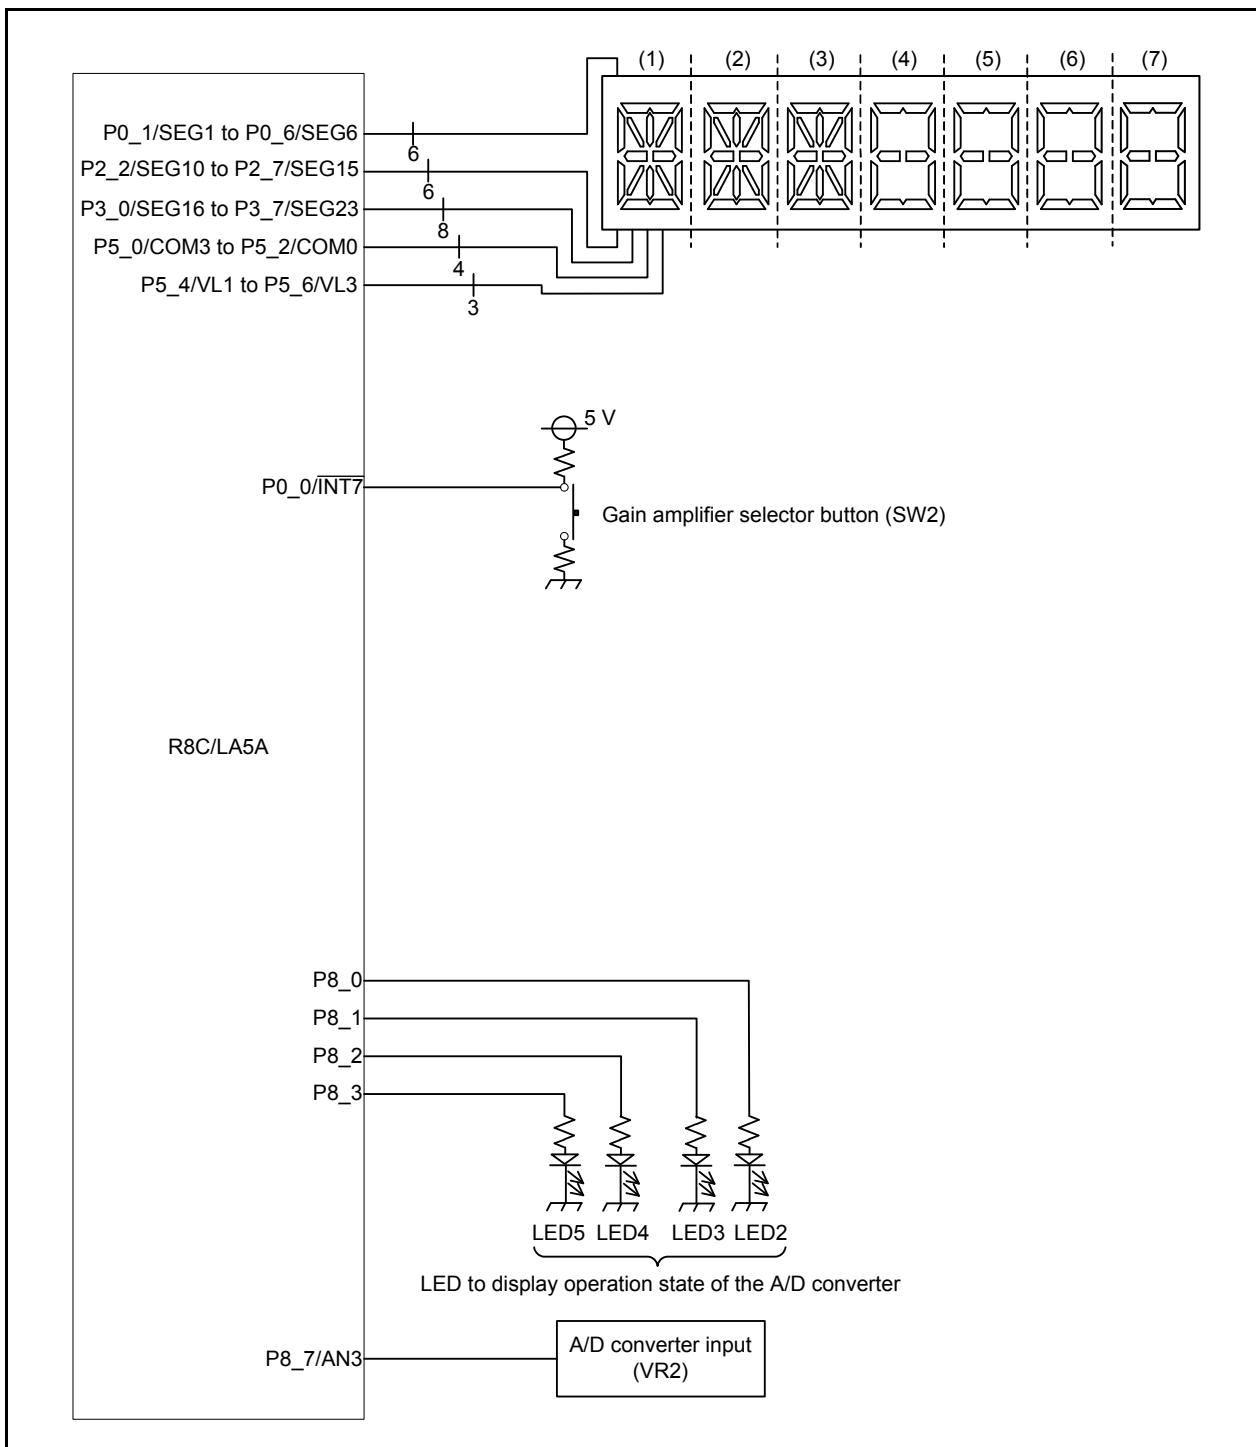 (1) (2) (3) (4) (5) (6) (7)
P0_1/SEG1 to P0_6/SEG6
6
P2_2/SEG10 to P2_7/SEG15
6
P3_0/SEG16 to P3_7/SEG23
8
P5_0/COM3 to P5_2/COM0
4
P5_4/VL1 to P5_6/VL3
3
5 V
P0_0/INT7
Gain amplifier selector button (SW2)
R8C/LA5A
P8_0
P8_1
P8_2
P8_3
LED5 LED4 LED3 LED2
LED to display operation state of the A/D converter
P8_7/AN3
A/D converter input
(VR2)